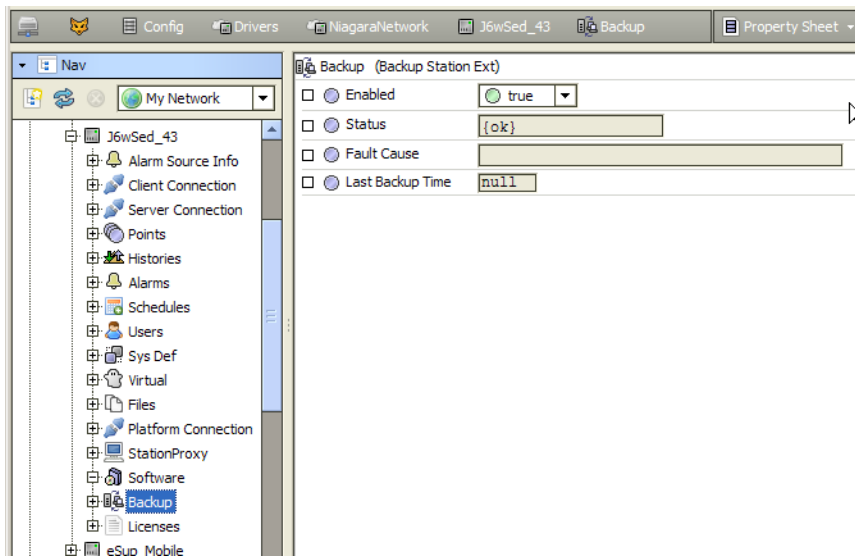 Config Drivers NiagaraNetwork J6wSed_43 Backup Property Sheet
Nav
My Network
J6wSed_43
Alarm Source Info
Client Connection
Server Connection
Points
Histories
Alarms
Schedules
Users
Sys Def
Virtual
Files
Platform Connection
StationProxy
Software
Backup
Licenses
eSup_Mobile
Backup (Backup Station Ext)
Enabled true
Status {ok}
Fault Cause
Last Backup Time null